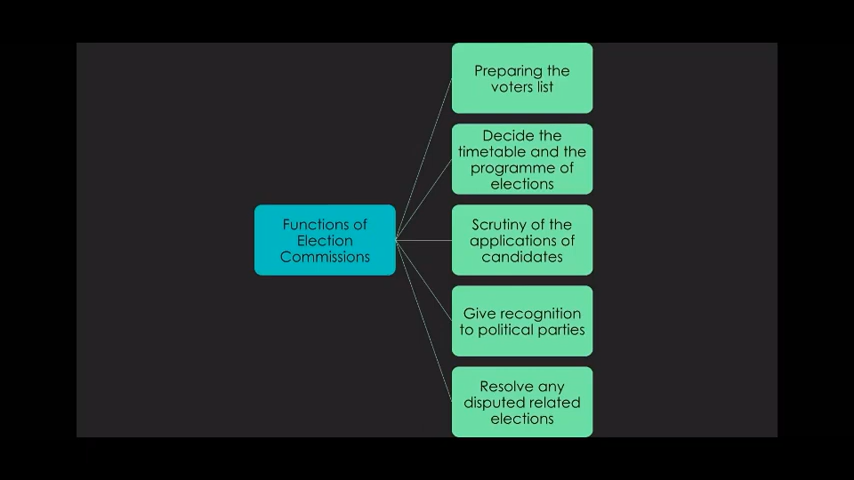 Preparing the
voters list
Decide the
timetable and the
programme of
elections
Functions of
Election
Commissions
Scrutiny of the
applications of
candidates
Give recognition
to political parties
Resolve any
disputed related
elections